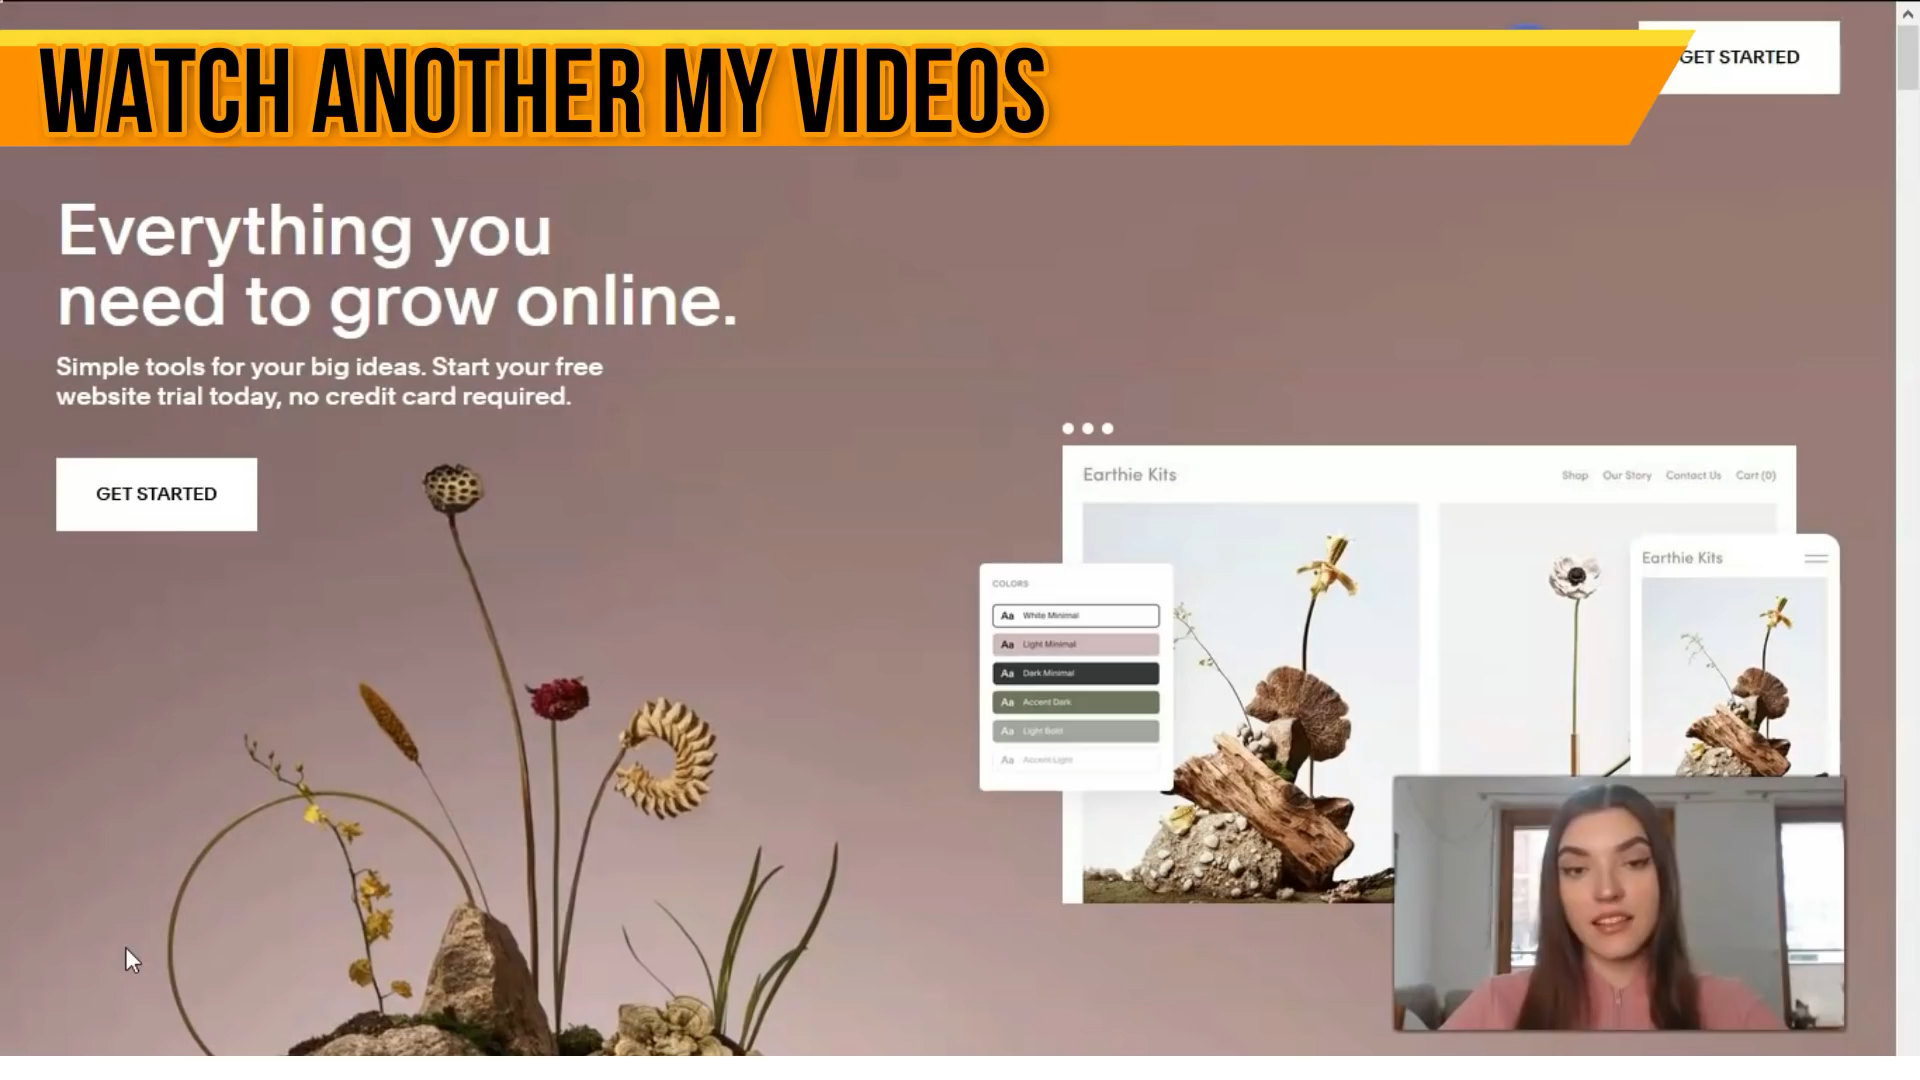 WATCH ANOTHER MY VIDEOS
GET STARTED
Everything you
need to grow online.
Simple tools for your big ideas. Start your free
website trial today, no credit card required.
GET STARTED
Earthie Kits
Shop Our Story Contact Us Cart (0)
Earthie Kits
COLORS
Aa White Minimal
Aa Light Minimal
Aa Dark Minimal
Aa Accent Dark
Aa Light Bold
Aa Accent Light